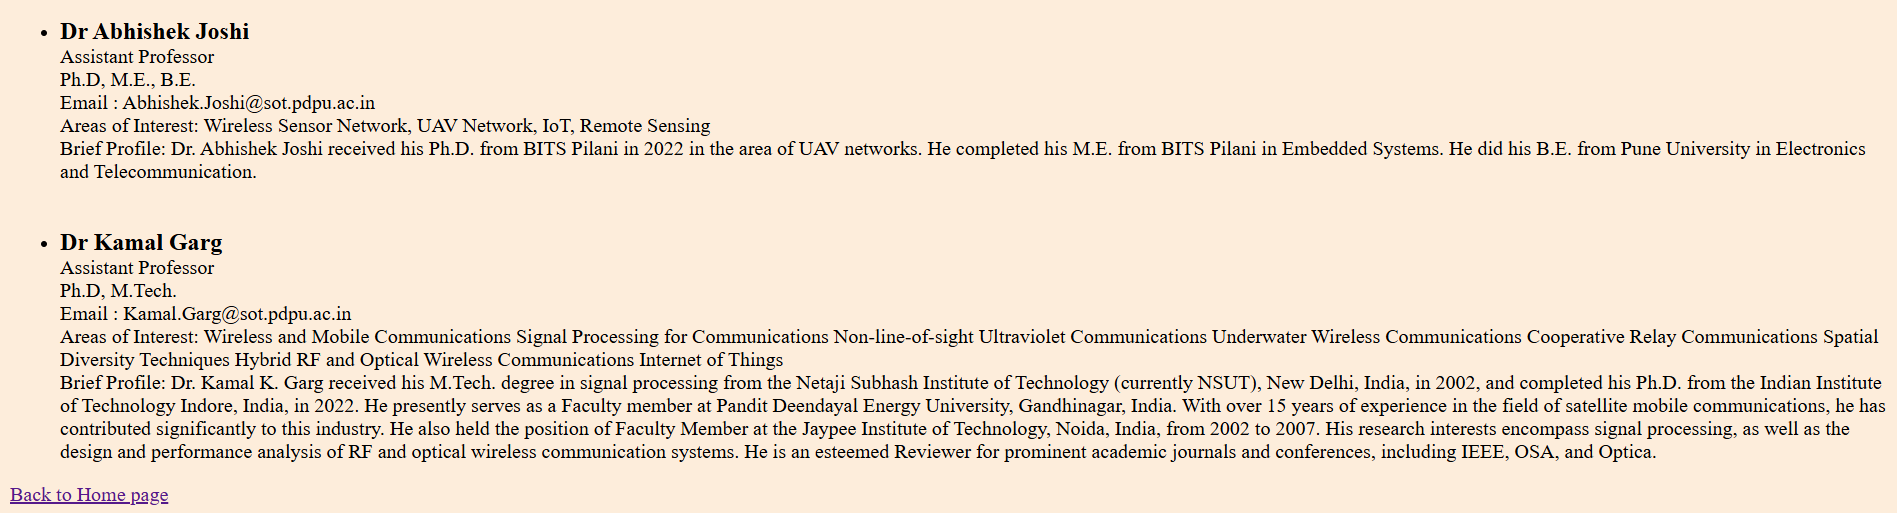 Dr Abhishek Joshi
Assistant Professor
Ph.D, M.E., B.E.
Email : Abhishek.Joshi@sot.pdpu.ac.in
Areas of Interest: Wireless Sensor Network, UAV Network, IoT, Remote Sensing
Brief Profile: Dr. Abhishek Joshi received his Ph.D. from BITS Pilani in 2022 in the area of UAV networks. He completed his M.E. from BITS Pilani in Embedded Systems. He did his B.E. from Pune University in Electronics
and Telecommunication.
Dr Kamal Garg
Assistant Professor
Ph.D, M.Tech.
Email : Kamal.Garg@sot.pdpu.ac.in
Areas of Interest: Wireless and Mobile Communications Signal Processing for Communications Non-line-of-sight Ultraviolet Communications Underwater Wireless Communications Cooperative Relay Communications Spatial
Diversity Techniques Hybrid RF and Optical Wireless Communications Internet of Things
Brief Profile: Dr. Kamal K. Garg received his M.Tech. degree in signal processing from the Netaji Subhash Institute of Technology (currently NSUT), New Delhi, India, in 2002, and completed his Ph.D. from the Indian Institute
of Technology Indore, India, in 2022. He presently serves as a Faculty member at Pandit Deendayal Energy University, Gandhinagar, India. With over 15 years of experience in the field of satellite mobile communications, he has
contributed significantly to this industry. He also held the position of Faculty Member at the Jaypee Institute of Technology, Noida, India, from 2002 to 2007. His research interests encompass signal processing, as well as the
design and performance analysis of RF and optical wireless communication systems. He is an esteemed Reviewer for prominent academic journals and conferences, including IEEE, OSA, and Optica.
Back to Home page